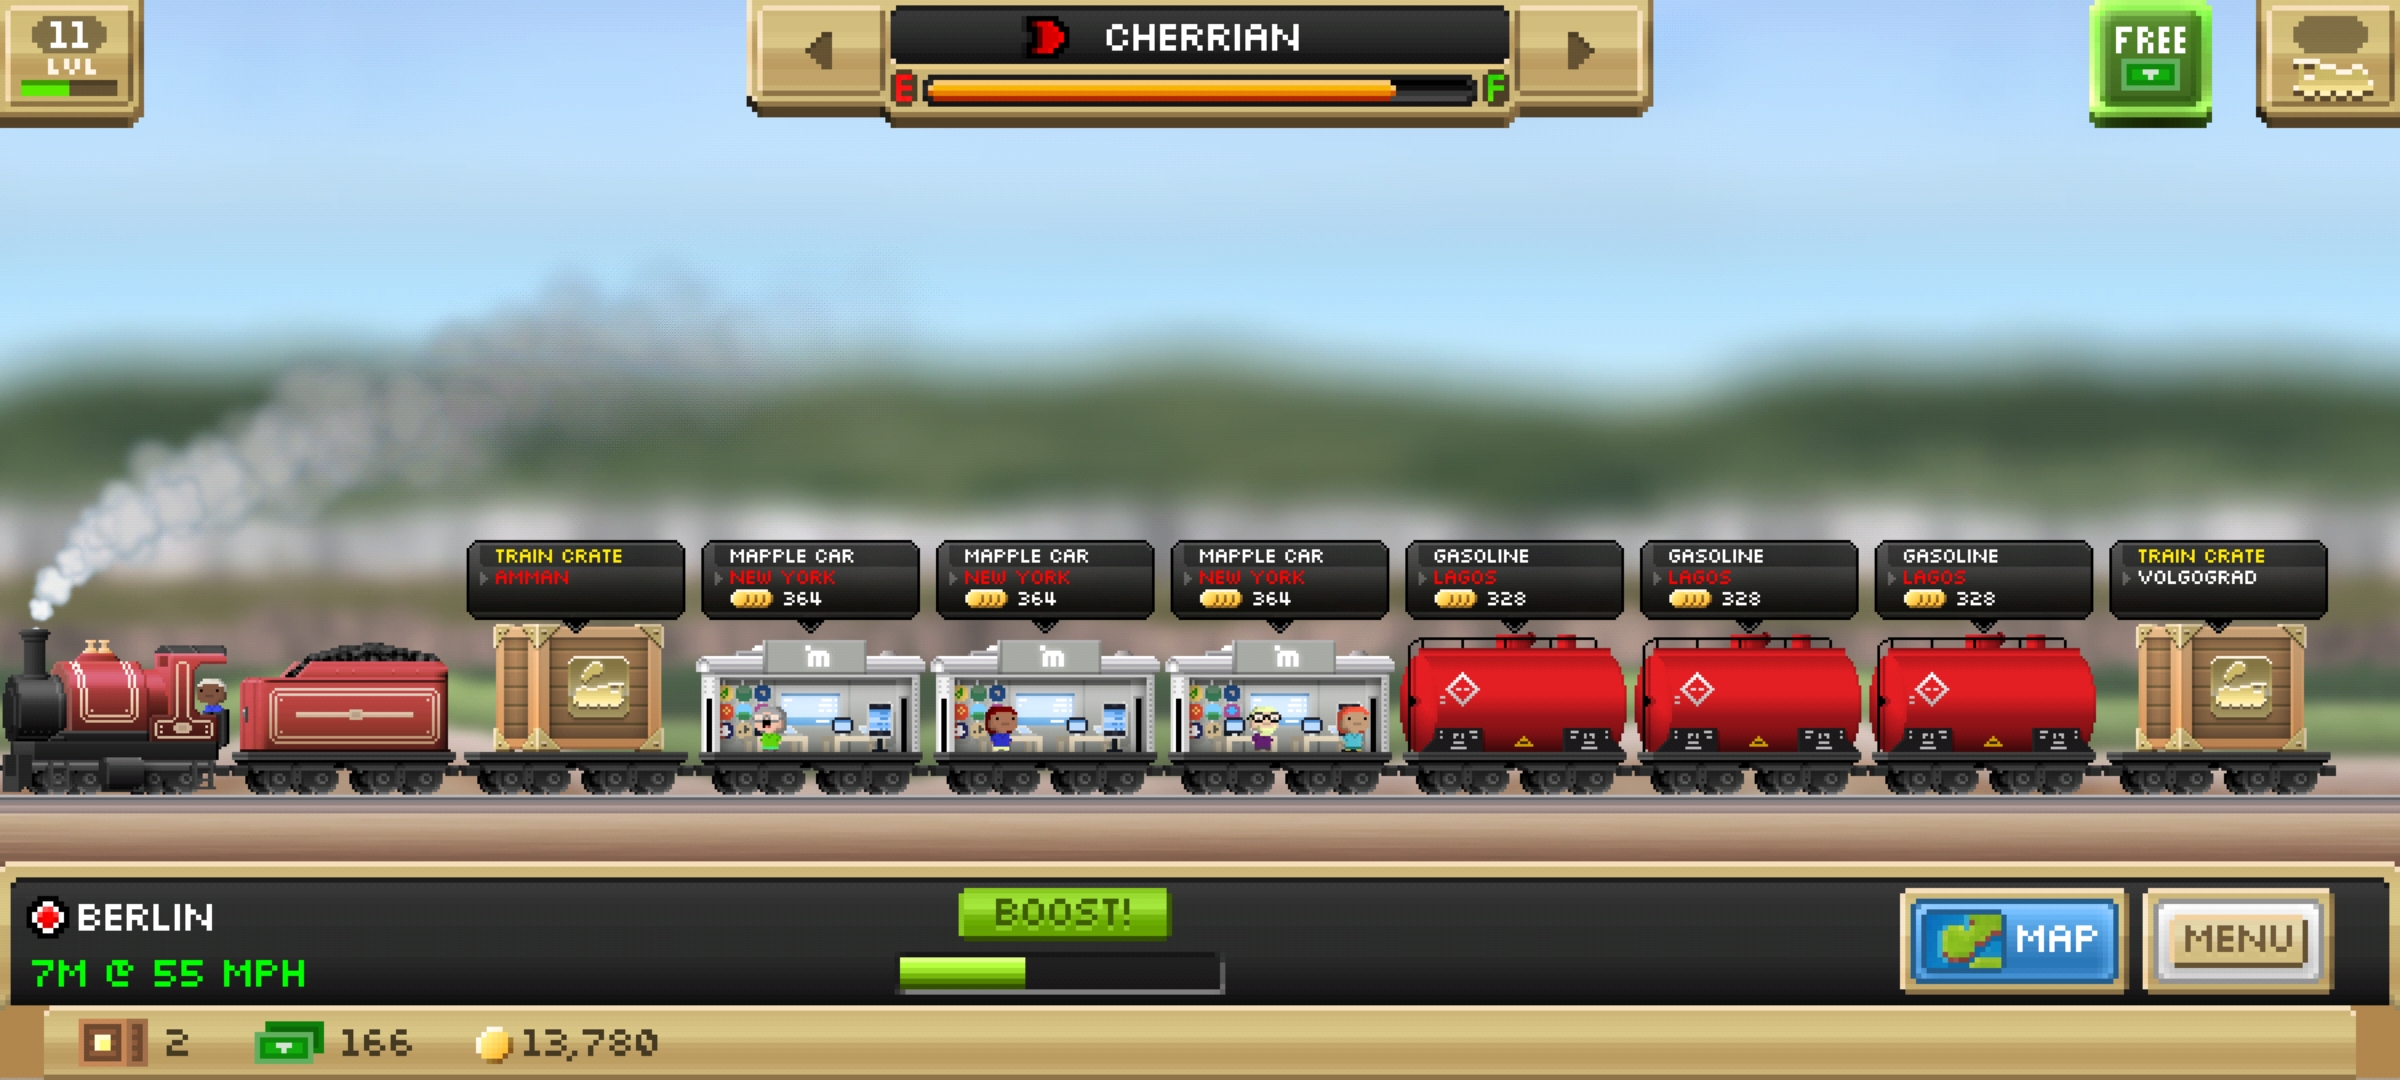 11
LVL
CHERRIAN
E F
FREE
TRAIN CRATE
AMMAN
MAPPLE CAR
NEW YORK
364
MAPPLE CAR
NEW YORK
364
MAPPLE CAR
NEW YORK
364
GASOLINE
LAGOS
328
GASOLINE
LAGOS
328
GASOLINE
LAGOS
328
TRAIN CRATE
VOLGOGRAD
m
m
m
BERLIN
7M @ 55 MPH
BOOST!
MAP
MENU
2
166
13,780